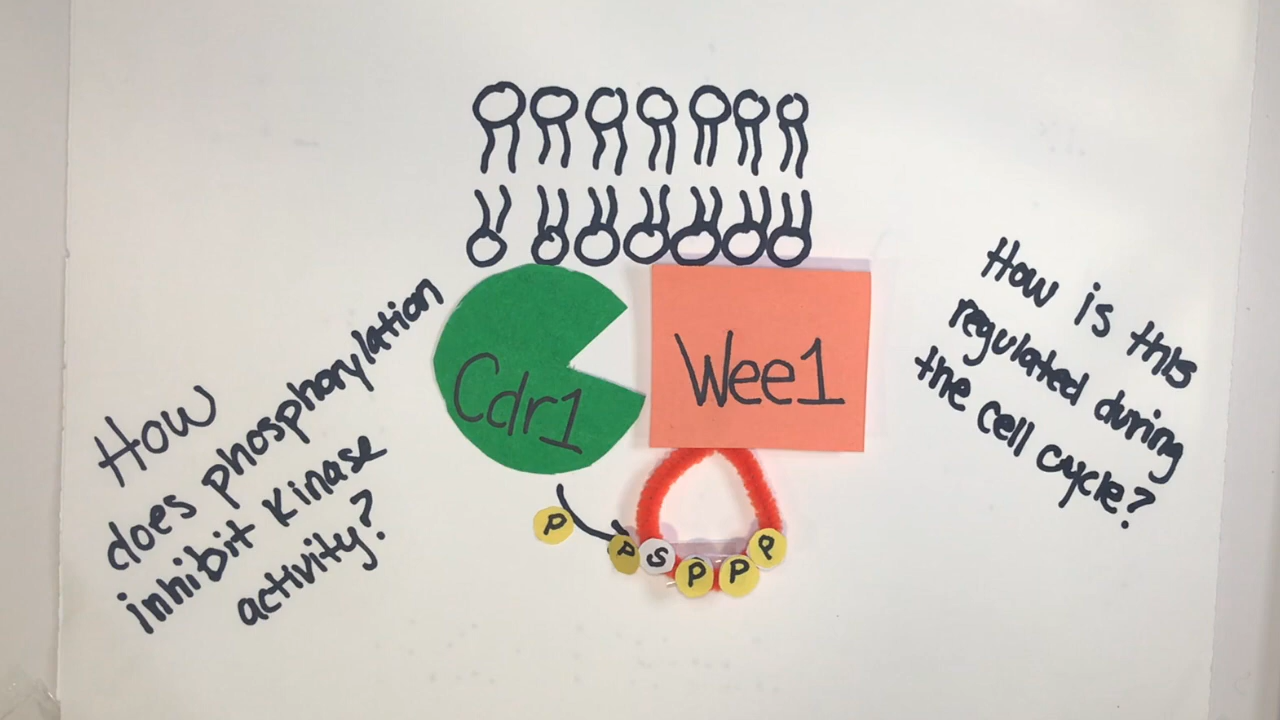 How
does phosphorylation
inhibit kinase
activity?
Cdr1
Wee1
P
P S P P P
How is this
regulated during
the cell cycle?